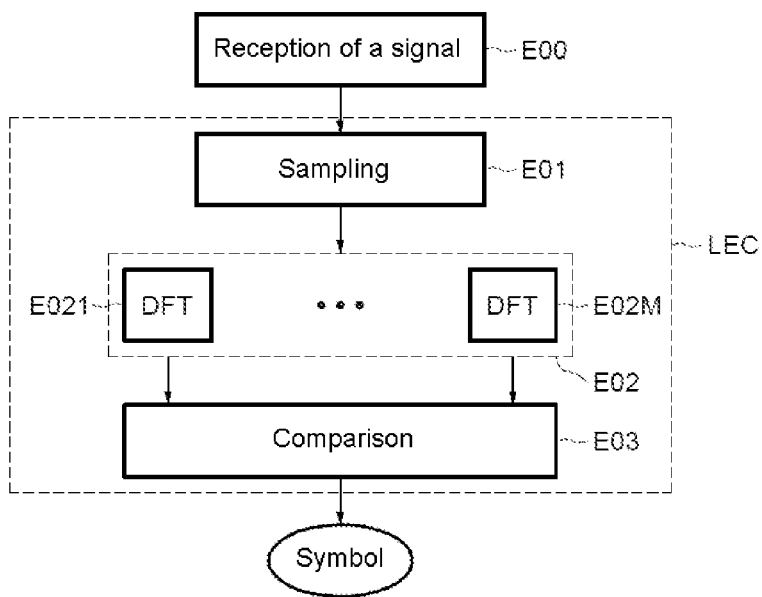 Reception of a signal
E00
Sampling
E01
LEC
E021
DFT
DFT
E02M
E02
Comparison
E03
Symbol